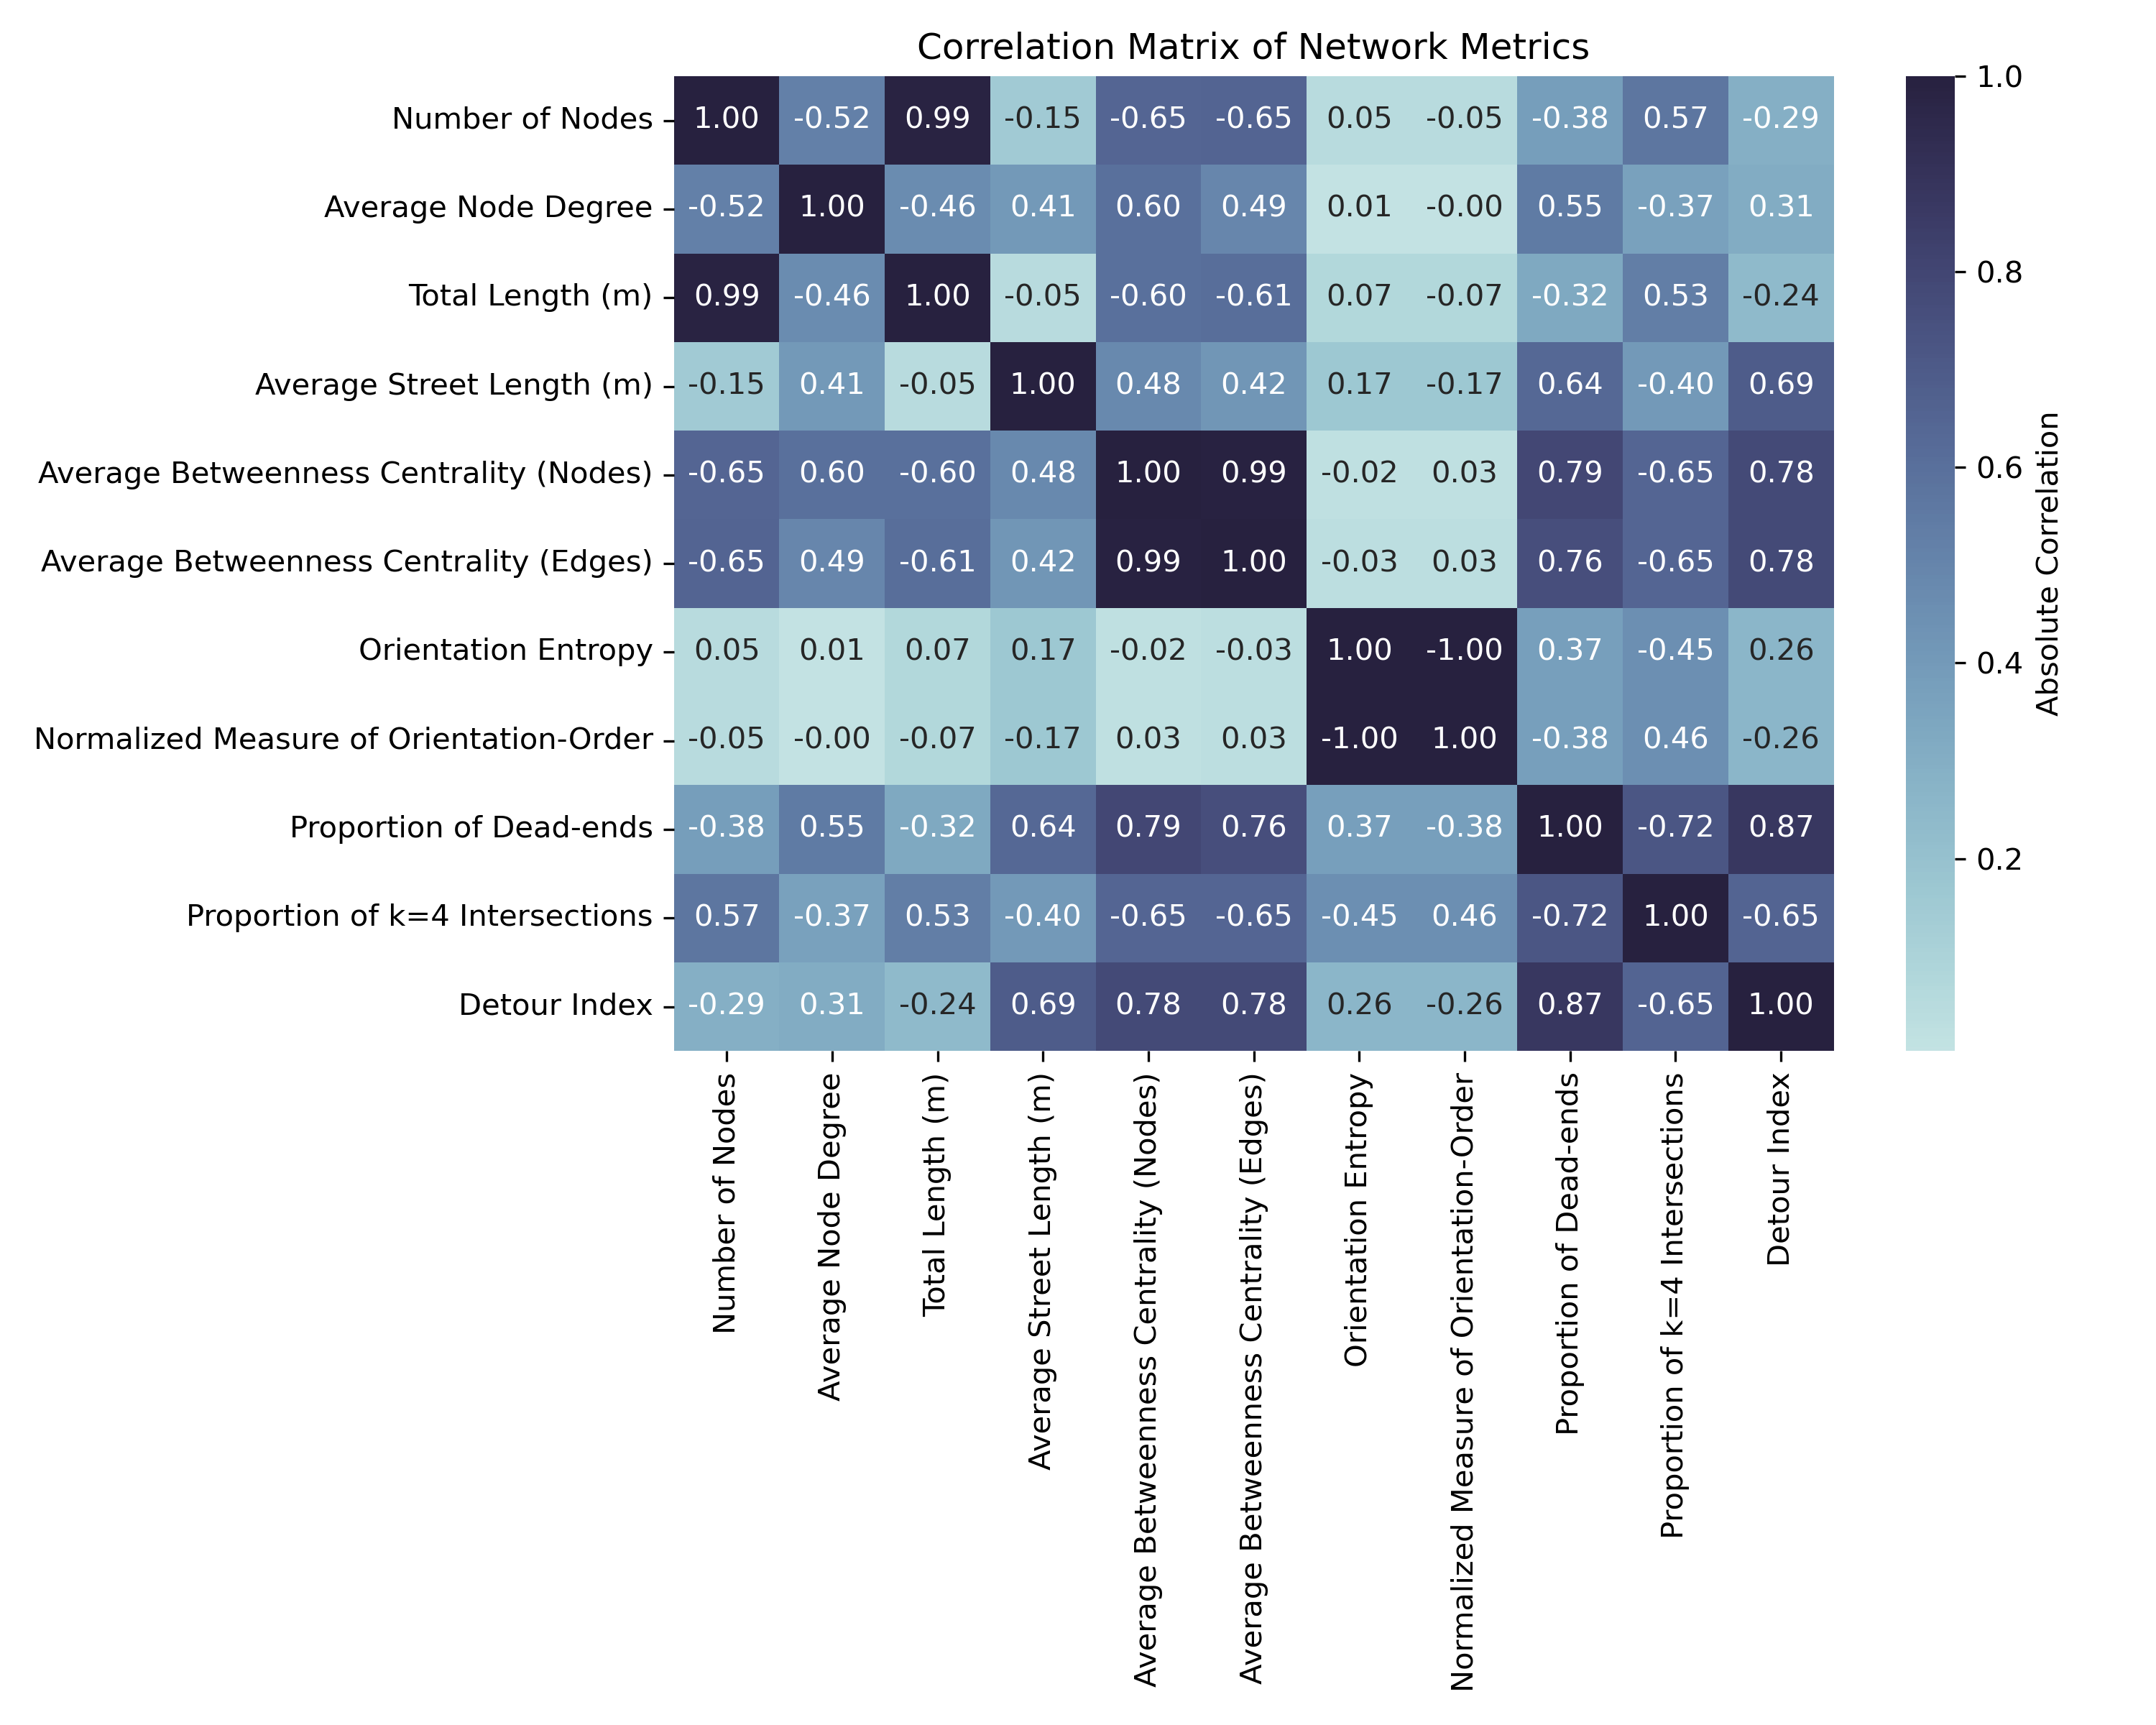 Correlation Matrix of Network Metrics
Number of Nodes 1.00 -0.52 0.99 -0.15 -0.65 -0.65 0.05 -0.05 -0.38 0.57 -0.29
Average Node Degree -0.52 1.00 -0.46 0.41 0.60 0.49 0.01 -0.00 0.55 -0.37 0.31
Total Length (m) 0.99 -0.46 1.00 -0.05 -0.60 -0.61 0.07 -0.07 -0.32 0.53 -0.24
Average Street Length (m) -0.15 0.41 -0.05 1.00 0.48 0.42 0.17 -0.17 0.64 -0.40 0.69
Average Betweenness Centrality (Nodes) -0.65 0.60 -0.60 0.48 1.00 0.99 -0.02 0.03 0.79 -0.65 0.78
Average Betweenness Centrality (Edges) -0.65 0.49 -0.61 0.42 0.99 1.00 -0.03 0.03 0.76 -0.65 0.78
Orientation Entropy 0.05 0.01 0.07 0.17 -0.02 -0.03 1.00 -1.00 0.37 -0.45 0.26
Normalized Measure of Orientation-Order -0.05 -0.00 -0.07 -0.17 0.03 0.03 -1.00 1.00 -0.38 0.46 -0.26
Proportion of Dead-ends -0.38 0.55 -0.32 0.64 0.79 0.76 0.37 -0.38 1.00 -0.72 0.87
Proportion of k=4 Intersections 0.57 -0.37 0.53 -0.40 -0.65 -0.65 -0.45 0.46 -0.72 1.00 -0.65
Detour Index -0.29 0.31 -0.24 0.69 0.78 0.78 0.26 -0.26 0.87 -0.65 1.00
Number of Nodes
Average Node Degree
Total Length (m)
Average Street Length (m)
Average Betweenness Centrality (Nodes)
Average Betweenness Centrality (Edges)
Orientation Entropy
Normalized Measure of Orientation-Order
Proportion of Dead-ends
Proportion of k=4 Intersections
Detour Index
1.0
0.8
0.6
0.4
0.2
Absolute Correlation